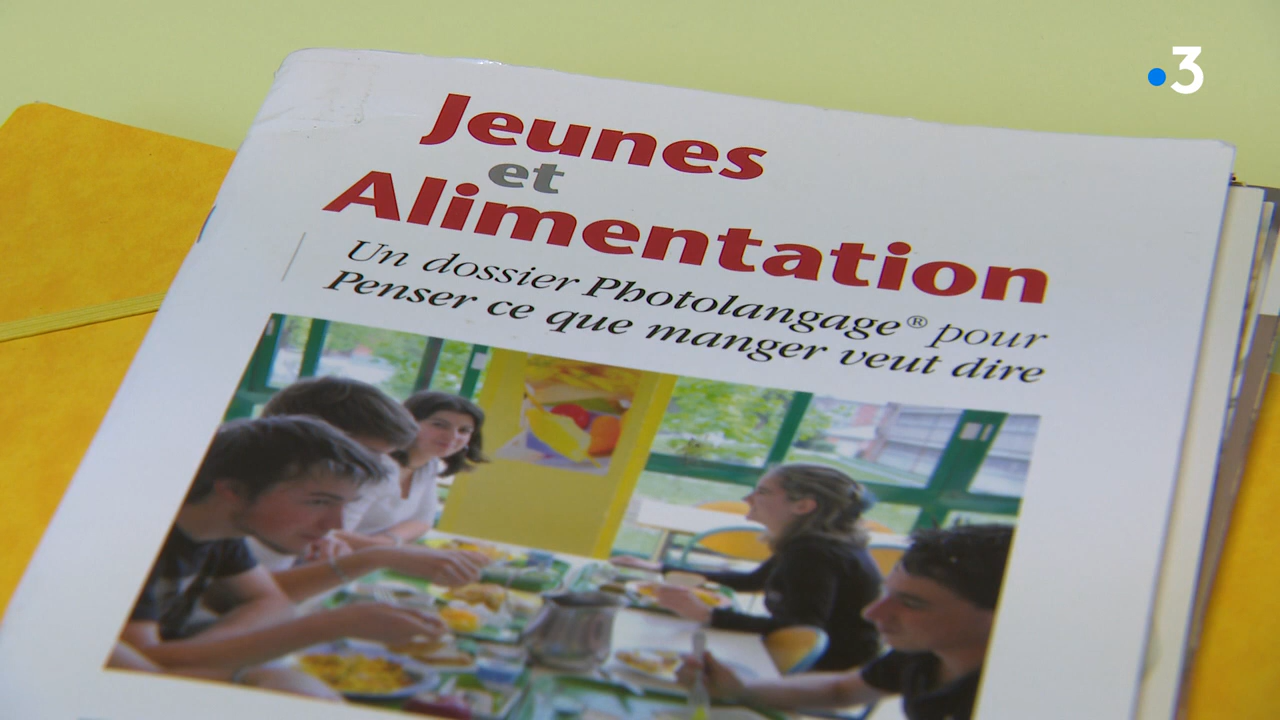 3
Jeunes
et
Alimentation
Un dossier Photolangage® pour
Penser ce que manger veut dire